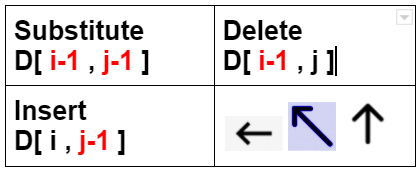 Substitute
D[ i-1 , j-1 ]
Delete
D[ i-1 , j ]
Insert
D[ i , j-1 ]